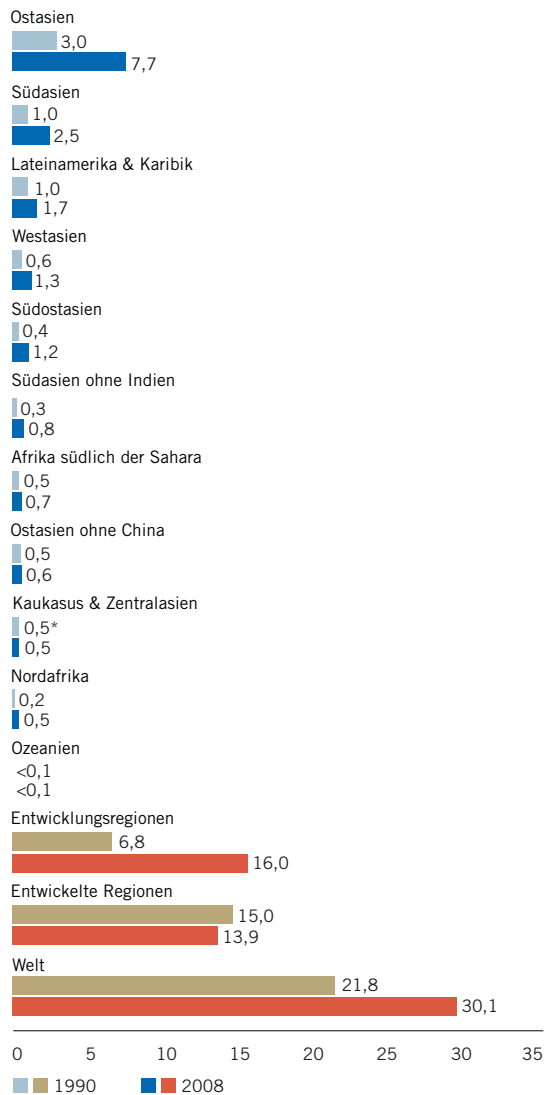 Ostasien
3,0
7,7
Südasien
1,0
2,5
Lateinamerika & Karibik
1,0
1,7
Westasien
0,6
1,3
Südostasien
0,4
1,2
Südasien ohne Indien
0,3
0,8
Afrika südlich der Sahara
0,5
0,7
Ostasien ohne China
0,5
0,6
Kaukasus & Zentralasien
0,5*
0,5
Nordafrika
0,2
0,5
Ozeanien
<0,1
<0,1
Entwicklungsregionen
6,8
16,0
Entwickelte Regionen
15,0
13,9
Welt
21,8
30,1
0 5 10 15 20 25 30 35
1990 2008